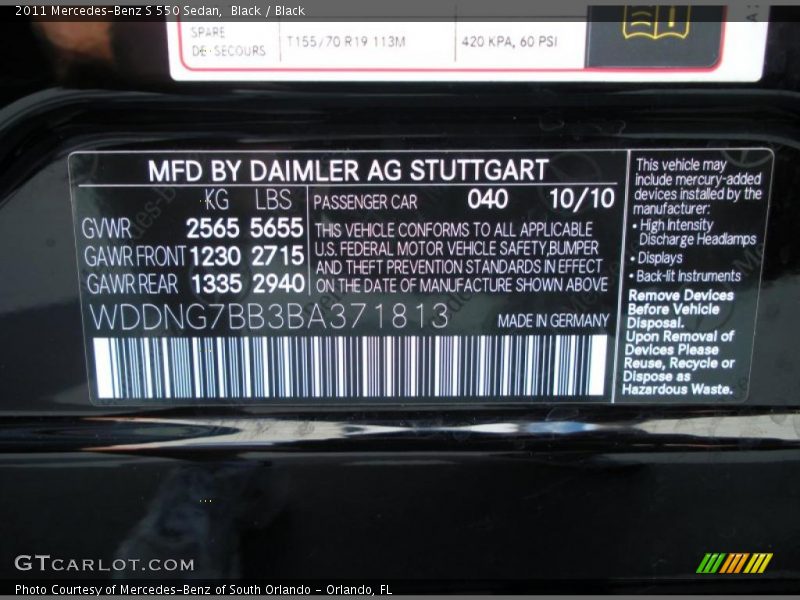 2011 Mercedes-Benz S 550 Sedan, Black / Black
SPARE
DE SECOURS
T155/70 R19 113M
420 KPA, 60 PSI
MFD BY DAIMLER AG STUTTGART
KG LBS
GVWR 2565 5655
GAWR FRONT 1230 2715
GAWR REAR 1335 2940
PASSENGER CAR 040 10/10
THIS VEHICLE CONFORMS TO ALL APPLICABLE
U.S. FEDERAL MOTOR VEHICLE SAFETY, BUMPER
AND THEFT PREVENTION STANDARDS IN EFFECT
ON THE DATE OF MANUFACTURE SHOWN ABOVE
WDDNG7BB3BA371813
MADE IN GERMANY
This vehicle may
include mercury-added
devices installed by the
manufacturer:
• High Intensity
Discharge Headlamps
• Displays
• Back-lit Instruments
Remove Devices
Before Vehicle
Disposal.
Upon Removal of
Devices Please
Reuse, Recycle or
Dispose as
Hazardous Waste.
GTCARLOT.COM
Photo Courtesy of Mercedes-Benz of South Orlando - Orlando, FL